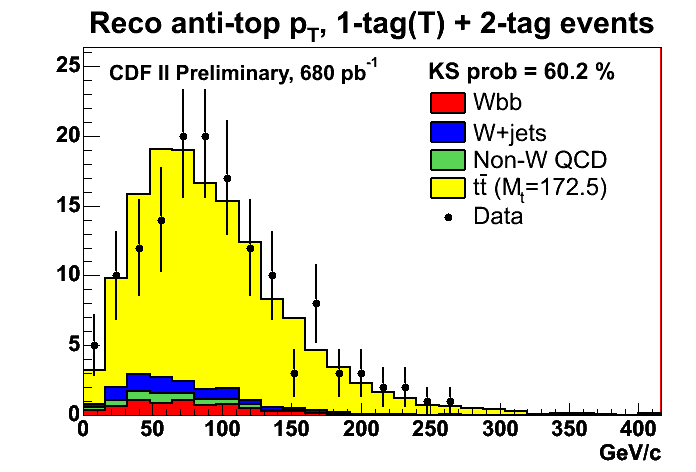 Reco anti-top p_T, 1-tag(T) + 2-tag events
CDF II Preliminary, 680 pb^-1
KS prob = 60.2 %
Wbb
W+jets
Non-W QCD
tt̄ (M_t=172.5)
Data
25
20
15
10
5
0
0 50 100 150 200 250 300 350 400
GeV/c